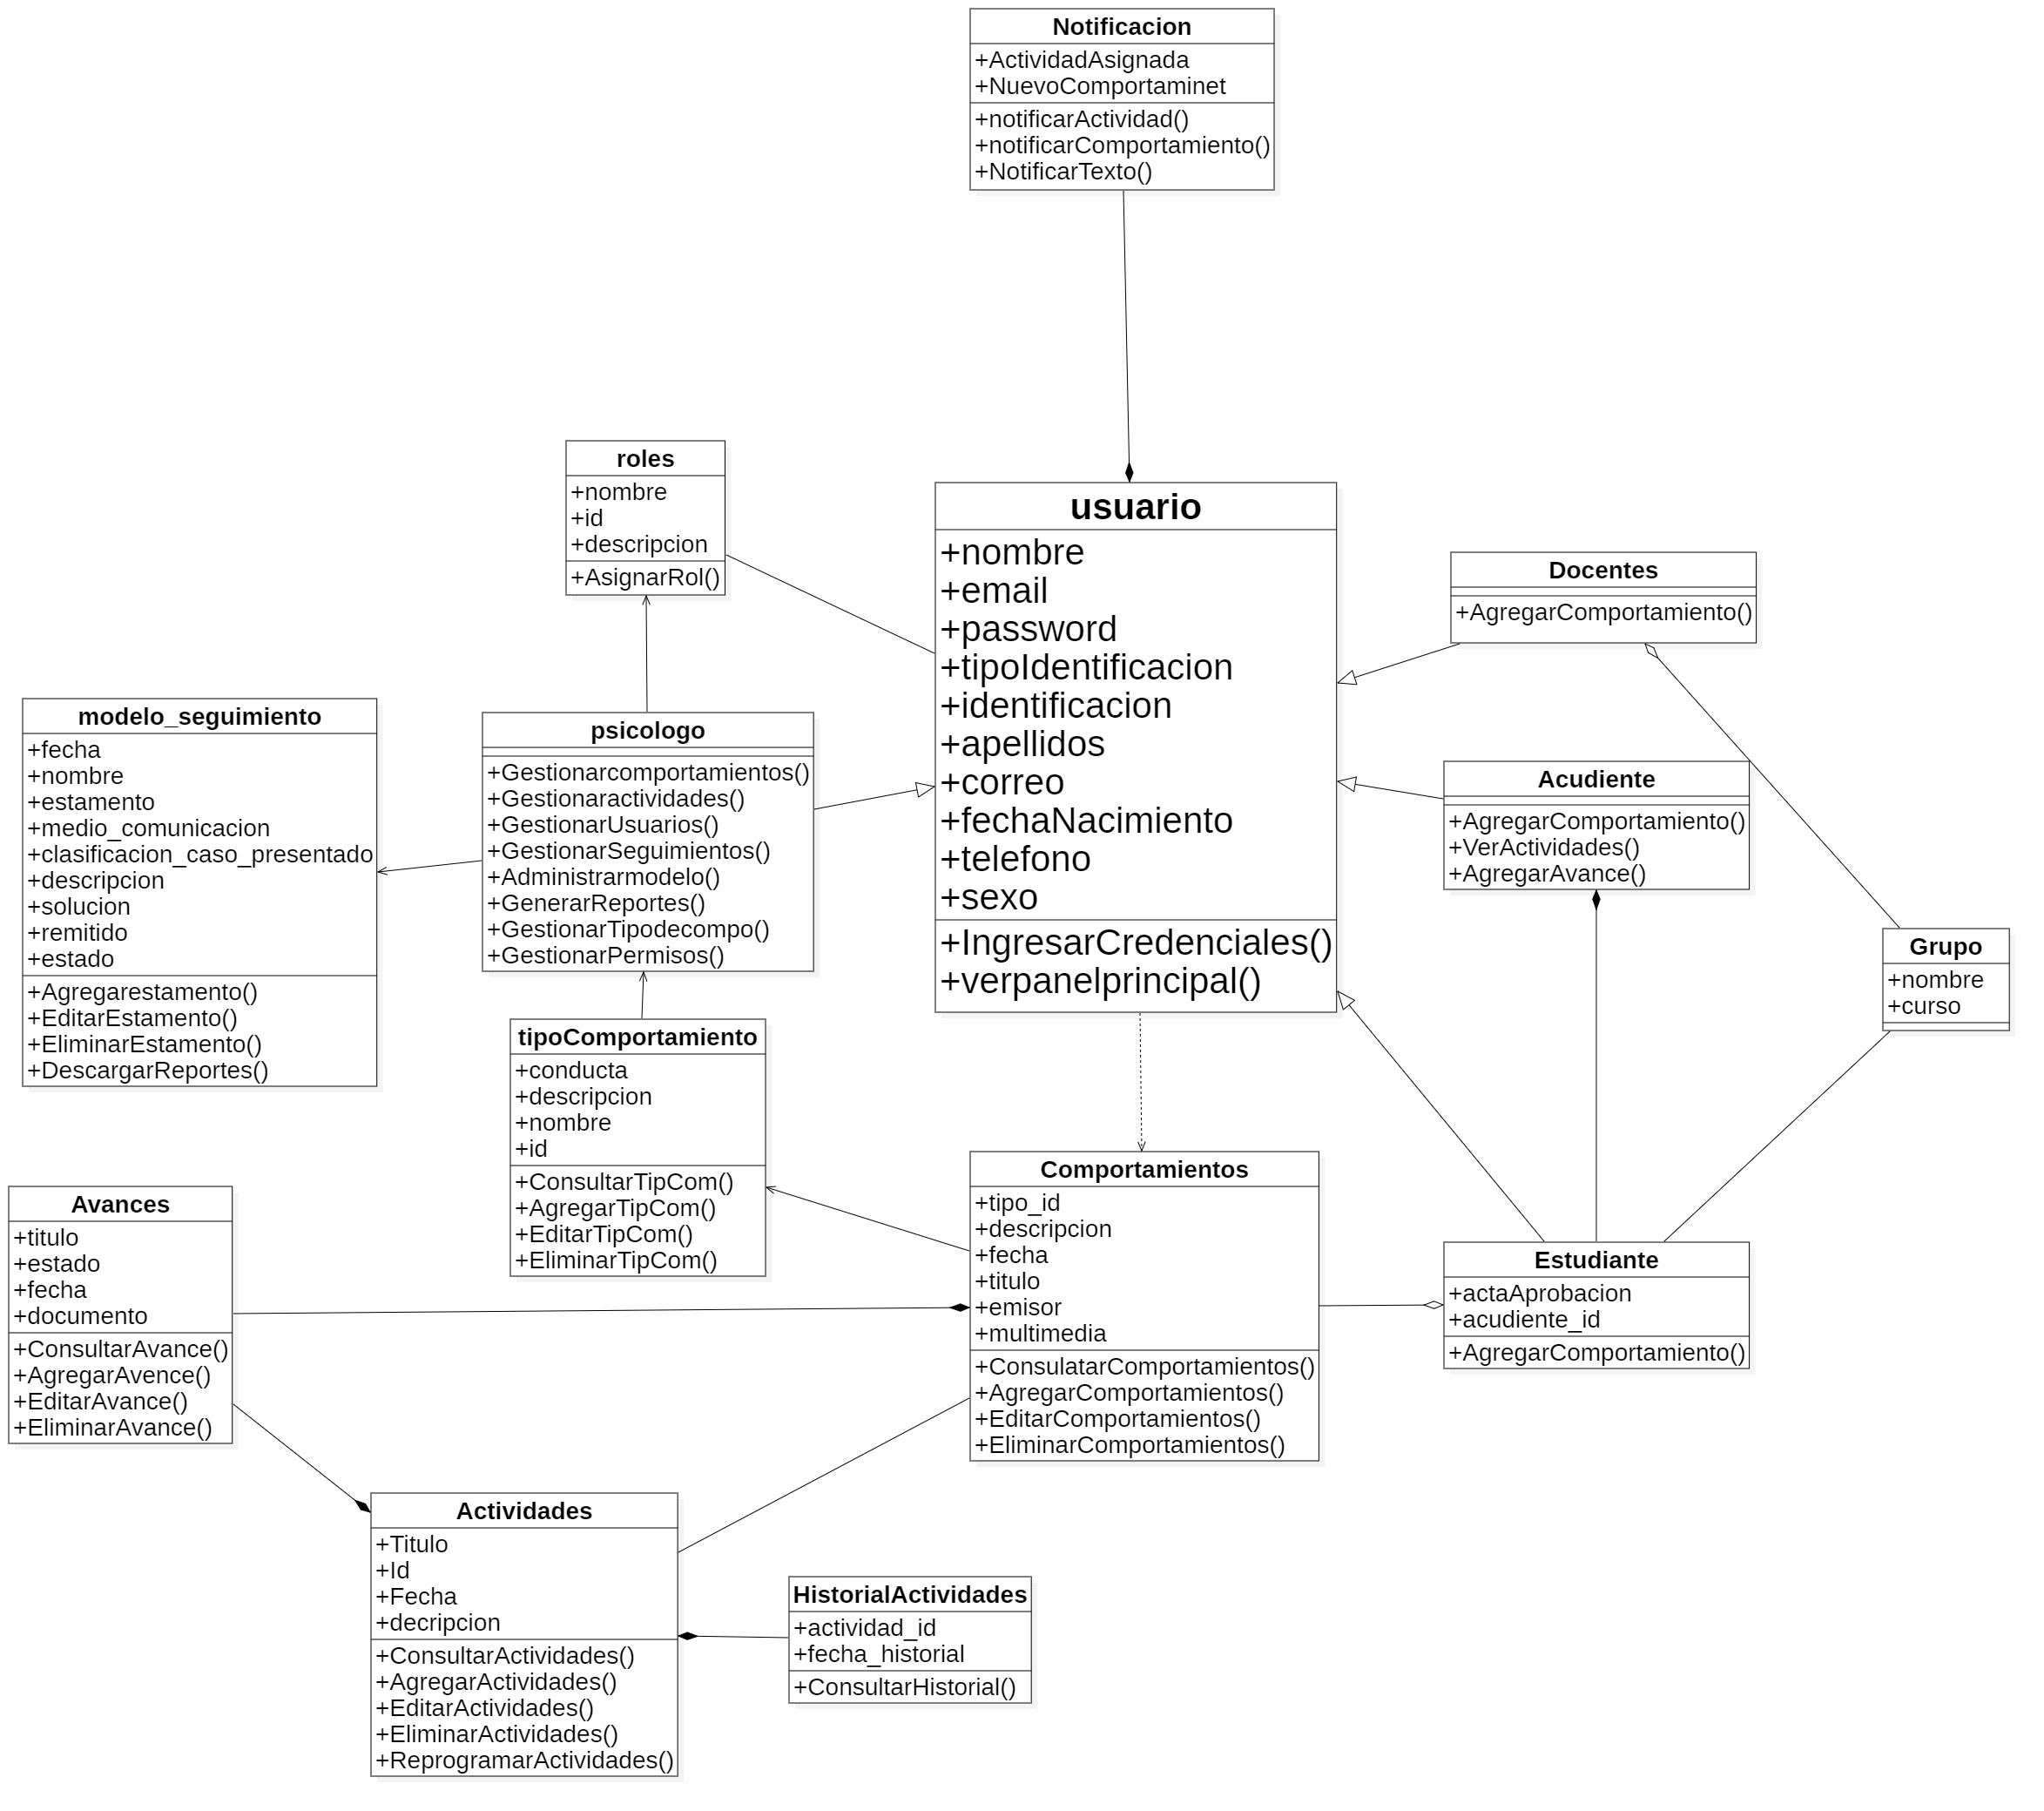 Notificacion
+ActividadAsignada
+NuevoComportaminet
+notificarActividad()
+notificarComportamiento()
+NotificarTexto()
roles
+nombre
+id
+descripcion
+AsignarRol()
usuario
+nombre
+email
+password
+tipoIdentificacion
+identificacion
+apellidos
+correo
+fechaNacimiento
+telefono
+sexo
+IngresarCredenciales()
+verpanelprincipal()
Docentes
+AgregarComportamiento()
modelo_seguimiento
+fecha
+nombre
+estamento
+medio_comunicacion
+clasificacion_caso_presentado
+descripcion
+solucion
+remitido
+estado
+Agregarestamento()
+EditarEstamento()
+EliminarEstamento()
+DescargarReportes()
psicologo
+Gestionarcomportamientos()
+Gestionaractividades()
+GestionarUsuarios()
+GestionarSeguimientos()
+Administrarmodelo()
+GenerarReportes()
+GestionarTipodecompo()
+GestionarPermisos()
Acudiente
+AgregarComportamiento()
+VerActividades()
+AgregarAvance()
Grupo
+nombre
+curso
tipoComportamiento
+conducta
+descripcion
+nombre
+id
+ConsultarTipCom()
+AgregarTipCom()
+EditarTipCom()
+EliminarTipCom()
Comportamientos
+tipo_id
+descripcion
+fecha
+titulo
+emisor
+multimedia
+ConsulatarComportamientos()
+AgregarComportamientos()
+EditarComportamientos()
+EliminarComportamientos()
Estudiante
+actaAprobacion
+acudiente_id
+AgregarComportamiento()
Avances
+titulo
+estado
+fecha
+documento
+ConsultarAvance()
+AgregarAvence()
+EditarAvance()
+EliminarAvance()
Actividades
+Titulo
+Id
+Fecha
+decripcion
+ConsultarActividades()
+AgregarActividades()
+EditarActividades()
+EliminarActividades()
+ReprogramarActividades()
HistorialActividades
+actividad_id
+fecha_historial
+ConsultarHistorial()